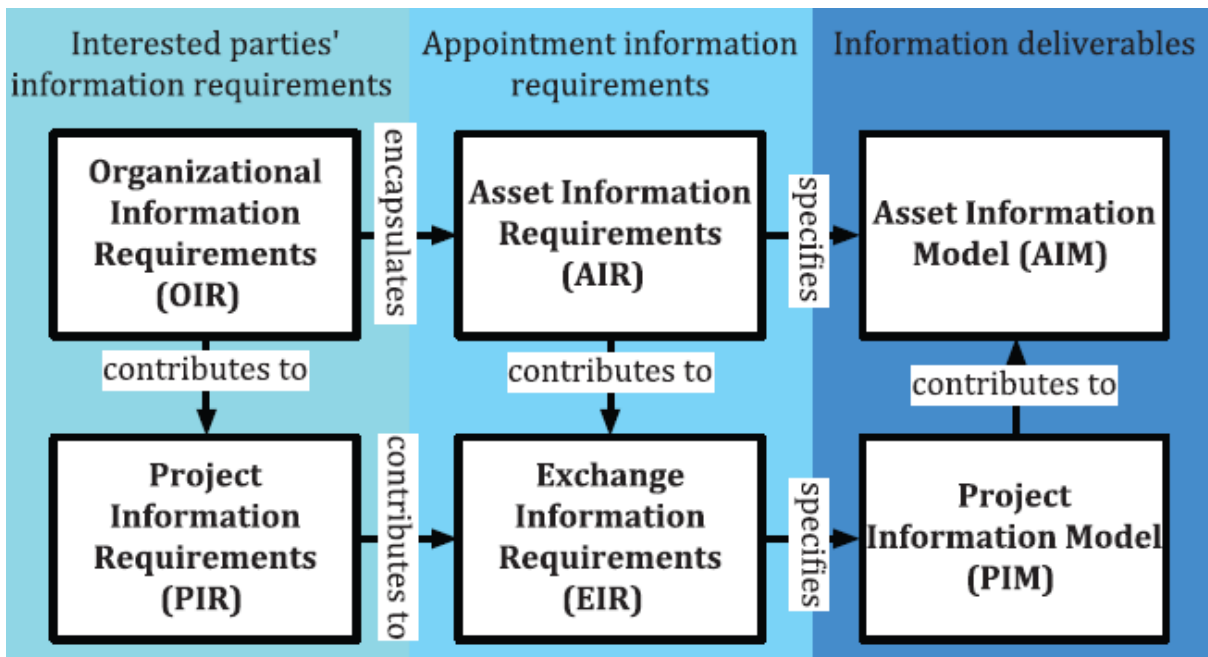 Interested parties'
information requirements
Appointment information
requirements
Information deliverables
Organizational
Information
Requirements
(OIR)
encapsulates
Asset Information
Requirements
(AIR)
specifies
Asset Information
Model (AIM)
contributes to
contributes to
contributes to
Project
Information
Requirements
(PIR)
contributes to
Exchange
Information
Requirements
(EIR)
specifies
Project
Information Model
(PIM)